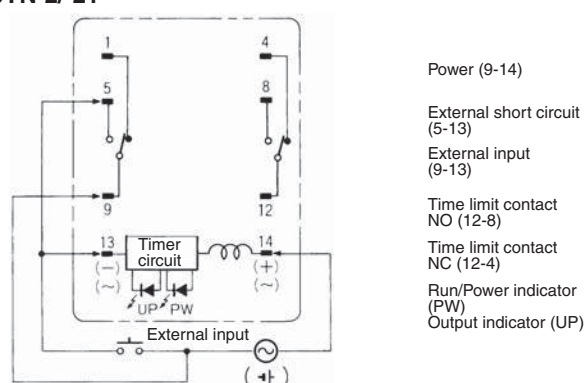 1
4
5
8
9
12
13
14
Timer
circuit
(−)
(+)
(~)
(~)
UP PW
External input
Power (9-14)
External short circuit
(5-13)
External input
(9-13)
Time limit contact
NO (12-8)
Time limit contact
NC (12-4)
Run/Power indicator
(PW)
Output indicator (UP)